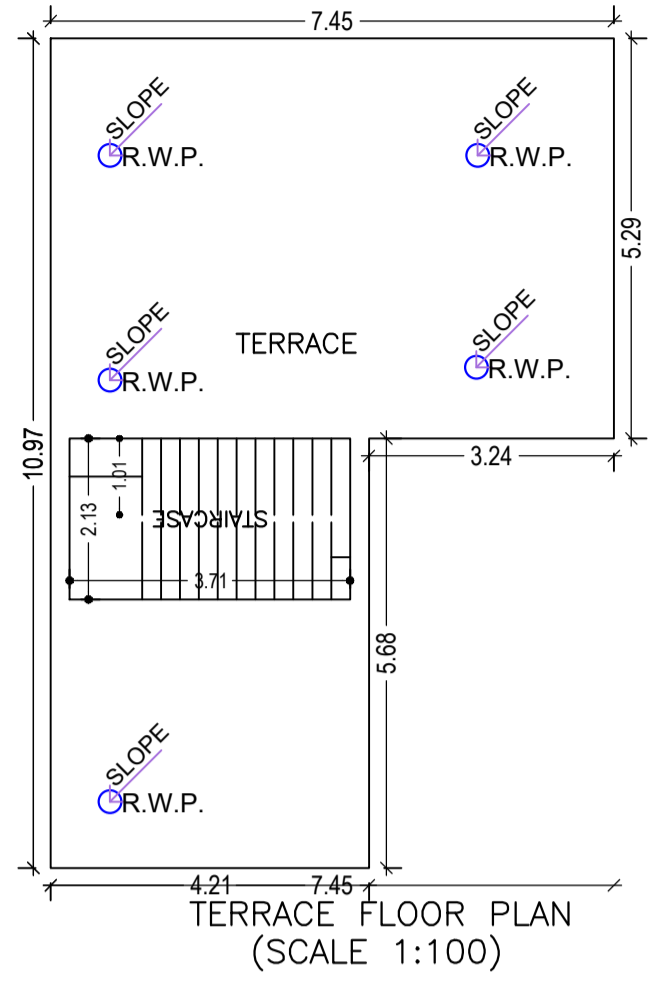 7.45
SLOPE
R.W.P.
SLOPE
R.W.P.
5.29
SLOPE
R.W.P.
TERRACE
SLOPE
R.W.P.
10.97
3.24
1.01
2.13
STAIRCASE
3.71
5.68
SLOPE
R.W.P.
4.21
7.45
TERRACE FLOOR PLAN
(SCALE 1:100)